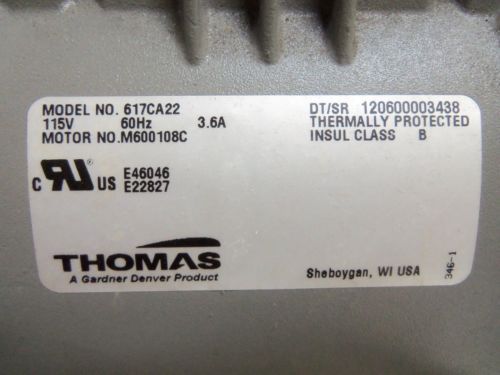 MODEL NO. 617CA22 DT/SR 120600003438
115V 60Hz 3.6A THERMALLY PROTECTED
MOTOR NO.M600108C INSUL CLASS B
C RU US E46046
E22827
THOMAS
A Gardner Denver Product
Sheboygan, WI USA
346-1